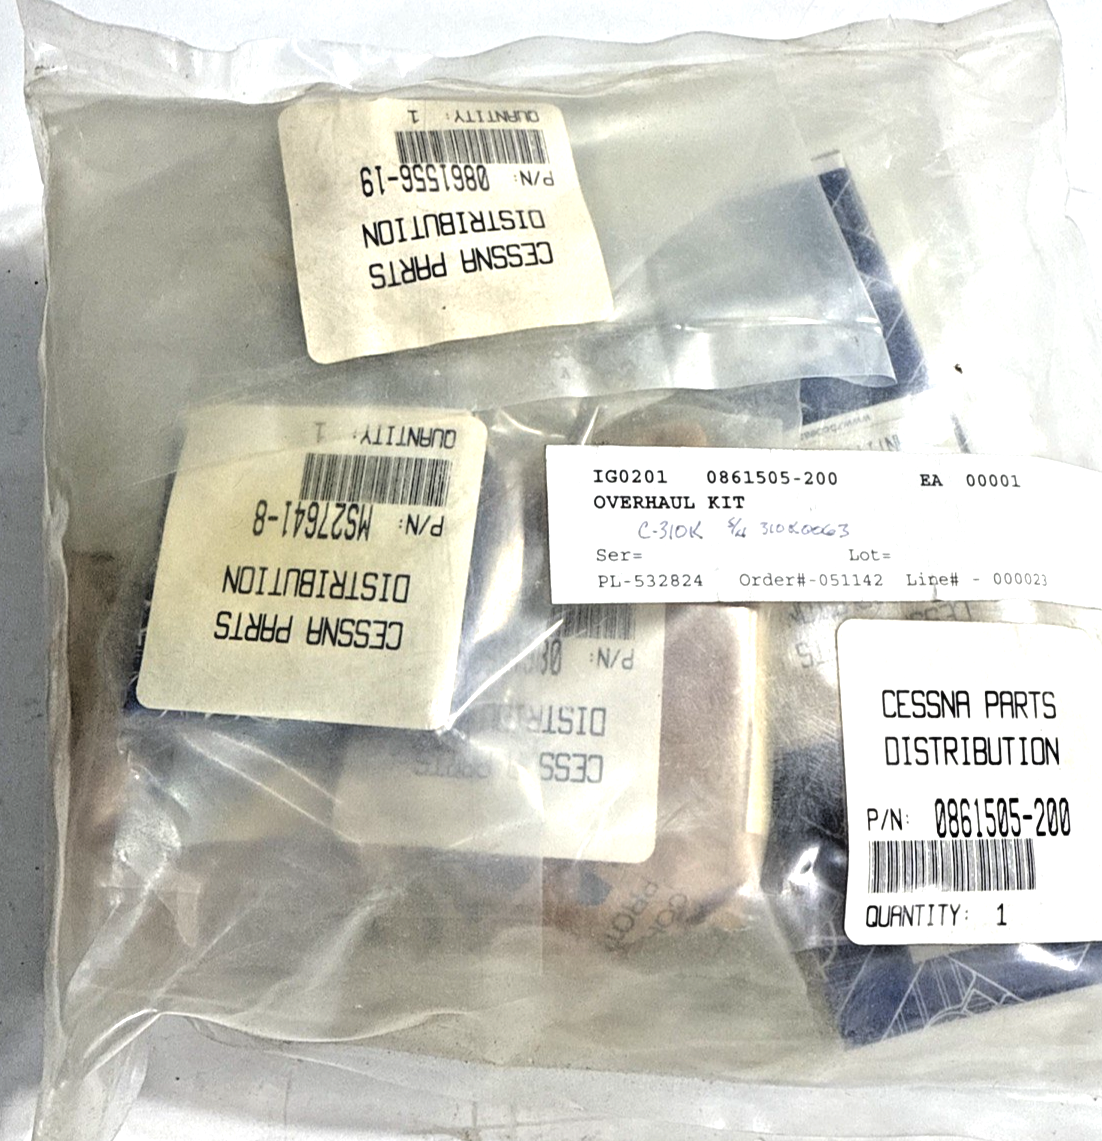 CESSNA PARTS
DISTRIBUTION
P/N: 0861556-19
QUANTITY: 1
CESSNA PARTS
DISTRIBUTION
P/N: MS27641-8
QUANTITY: 1
IG0201 0861505-200 EA 00001
OVERHAUL KIT
C-310K S/N 310K0063
Ser= Lot=
PL-532824 Order#-051142 Line# - 000023
P/N:
CESSNA PARTS
DISTRIBUTION
P/N: 0861505-200
QUANTITY: 1